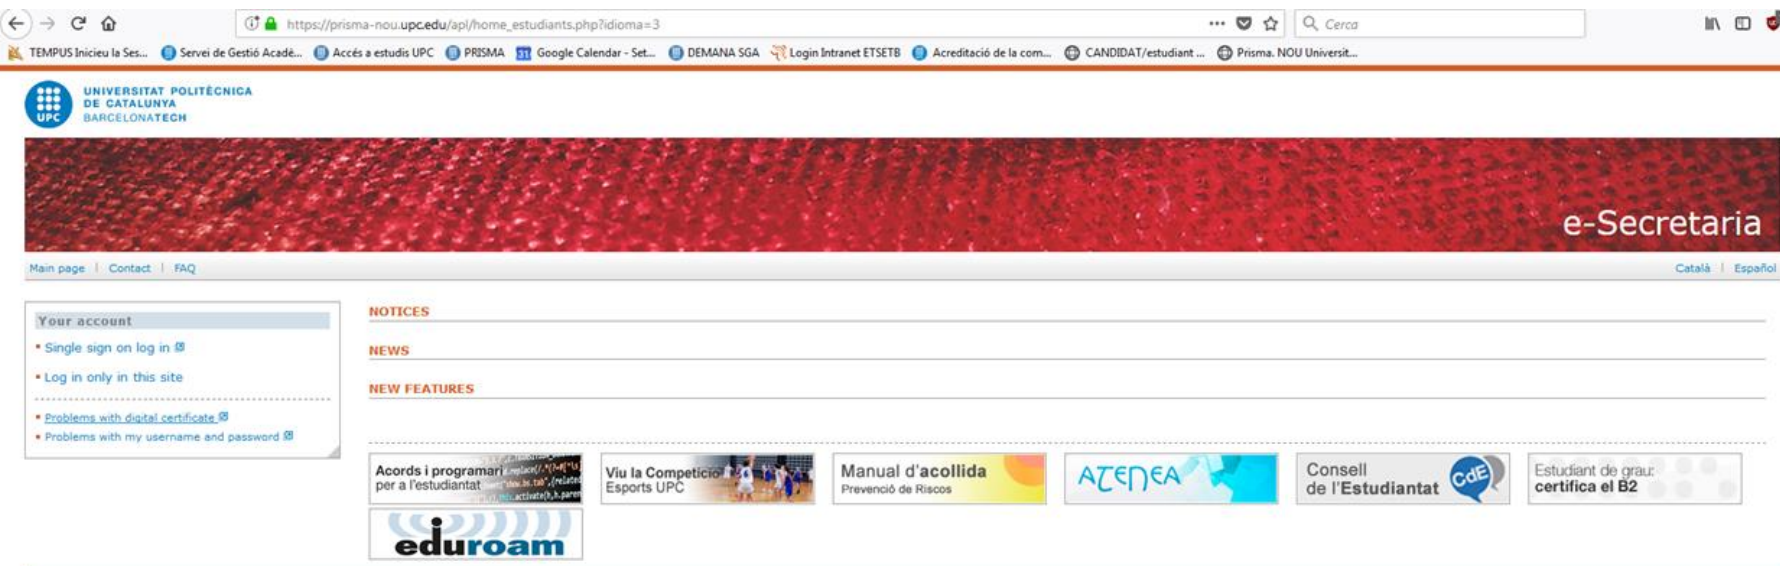 https://prisma-nou.upc.edu/apl/home_estudiants.php?idioma=3
Cerca
TEMPUS Inicieu la Ses... Servei de Gestió Acadè... Accés a estudis UPC PRISMA 31 Google Calendar - Set... DEMANA SGA Login Intranet ETSETB Acreditació de la com... CANDIDAT/estudiant ... Prisma. NOU Universit...
UPC
UNIVERSITAT POLITÈCNICA
DE CATALUNYA
BARCELONATECH
e-Secretaria
Main page | Contact | FAQ
Català | Español
Your account
Single sign on log in
Log in only in this site
Problems with digital certificate
Problems with my username and password
NOTICES
NEWS
NEW FEATURES
Acords i programari
per a l'estudiantat
Viu la Competició
Esports UPC
Manual d'acollida
Prevenció de Riscos
ATENEA
Consell
de l'Estudiantat
CdE
Estudiant de grau:
certifica el B2
eduroam